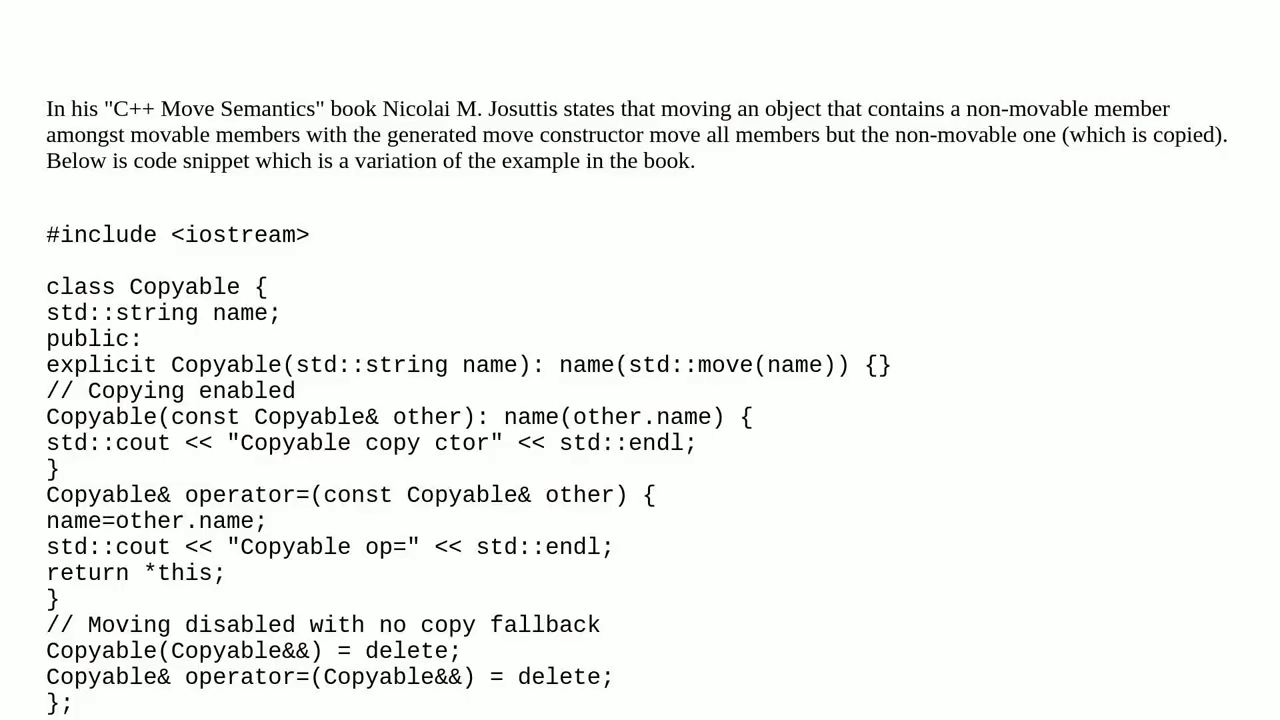 In his "C++ Move Semantics" book Nicolai M. Josuttis states that moving an object that contains a non-movable member
amongst movable members with the generated move constructor move all members but the non-movable one (which is copied).
Below is code snippet which is a variation of the example in the book.
#include <iostream>
class Copyable {
std::string name;
public:
explicit Copyable(std::string name): name(std::move(name)) {}
// Copying enabled
Copyable(const Copyable& other): name(other.name) {
std::cout << "Copyable copy ctor" << std::endl;
}
Copyable& operator=(const Copyable& other) {
name=other.name;
std::cout << "Copyable op=" << std::endl;
return *this;
}
// Moving disabled with no copy fallback
Copyable(Copyable&&) = delete;
Copyable& operator=(Copyable&&) = delete;
};